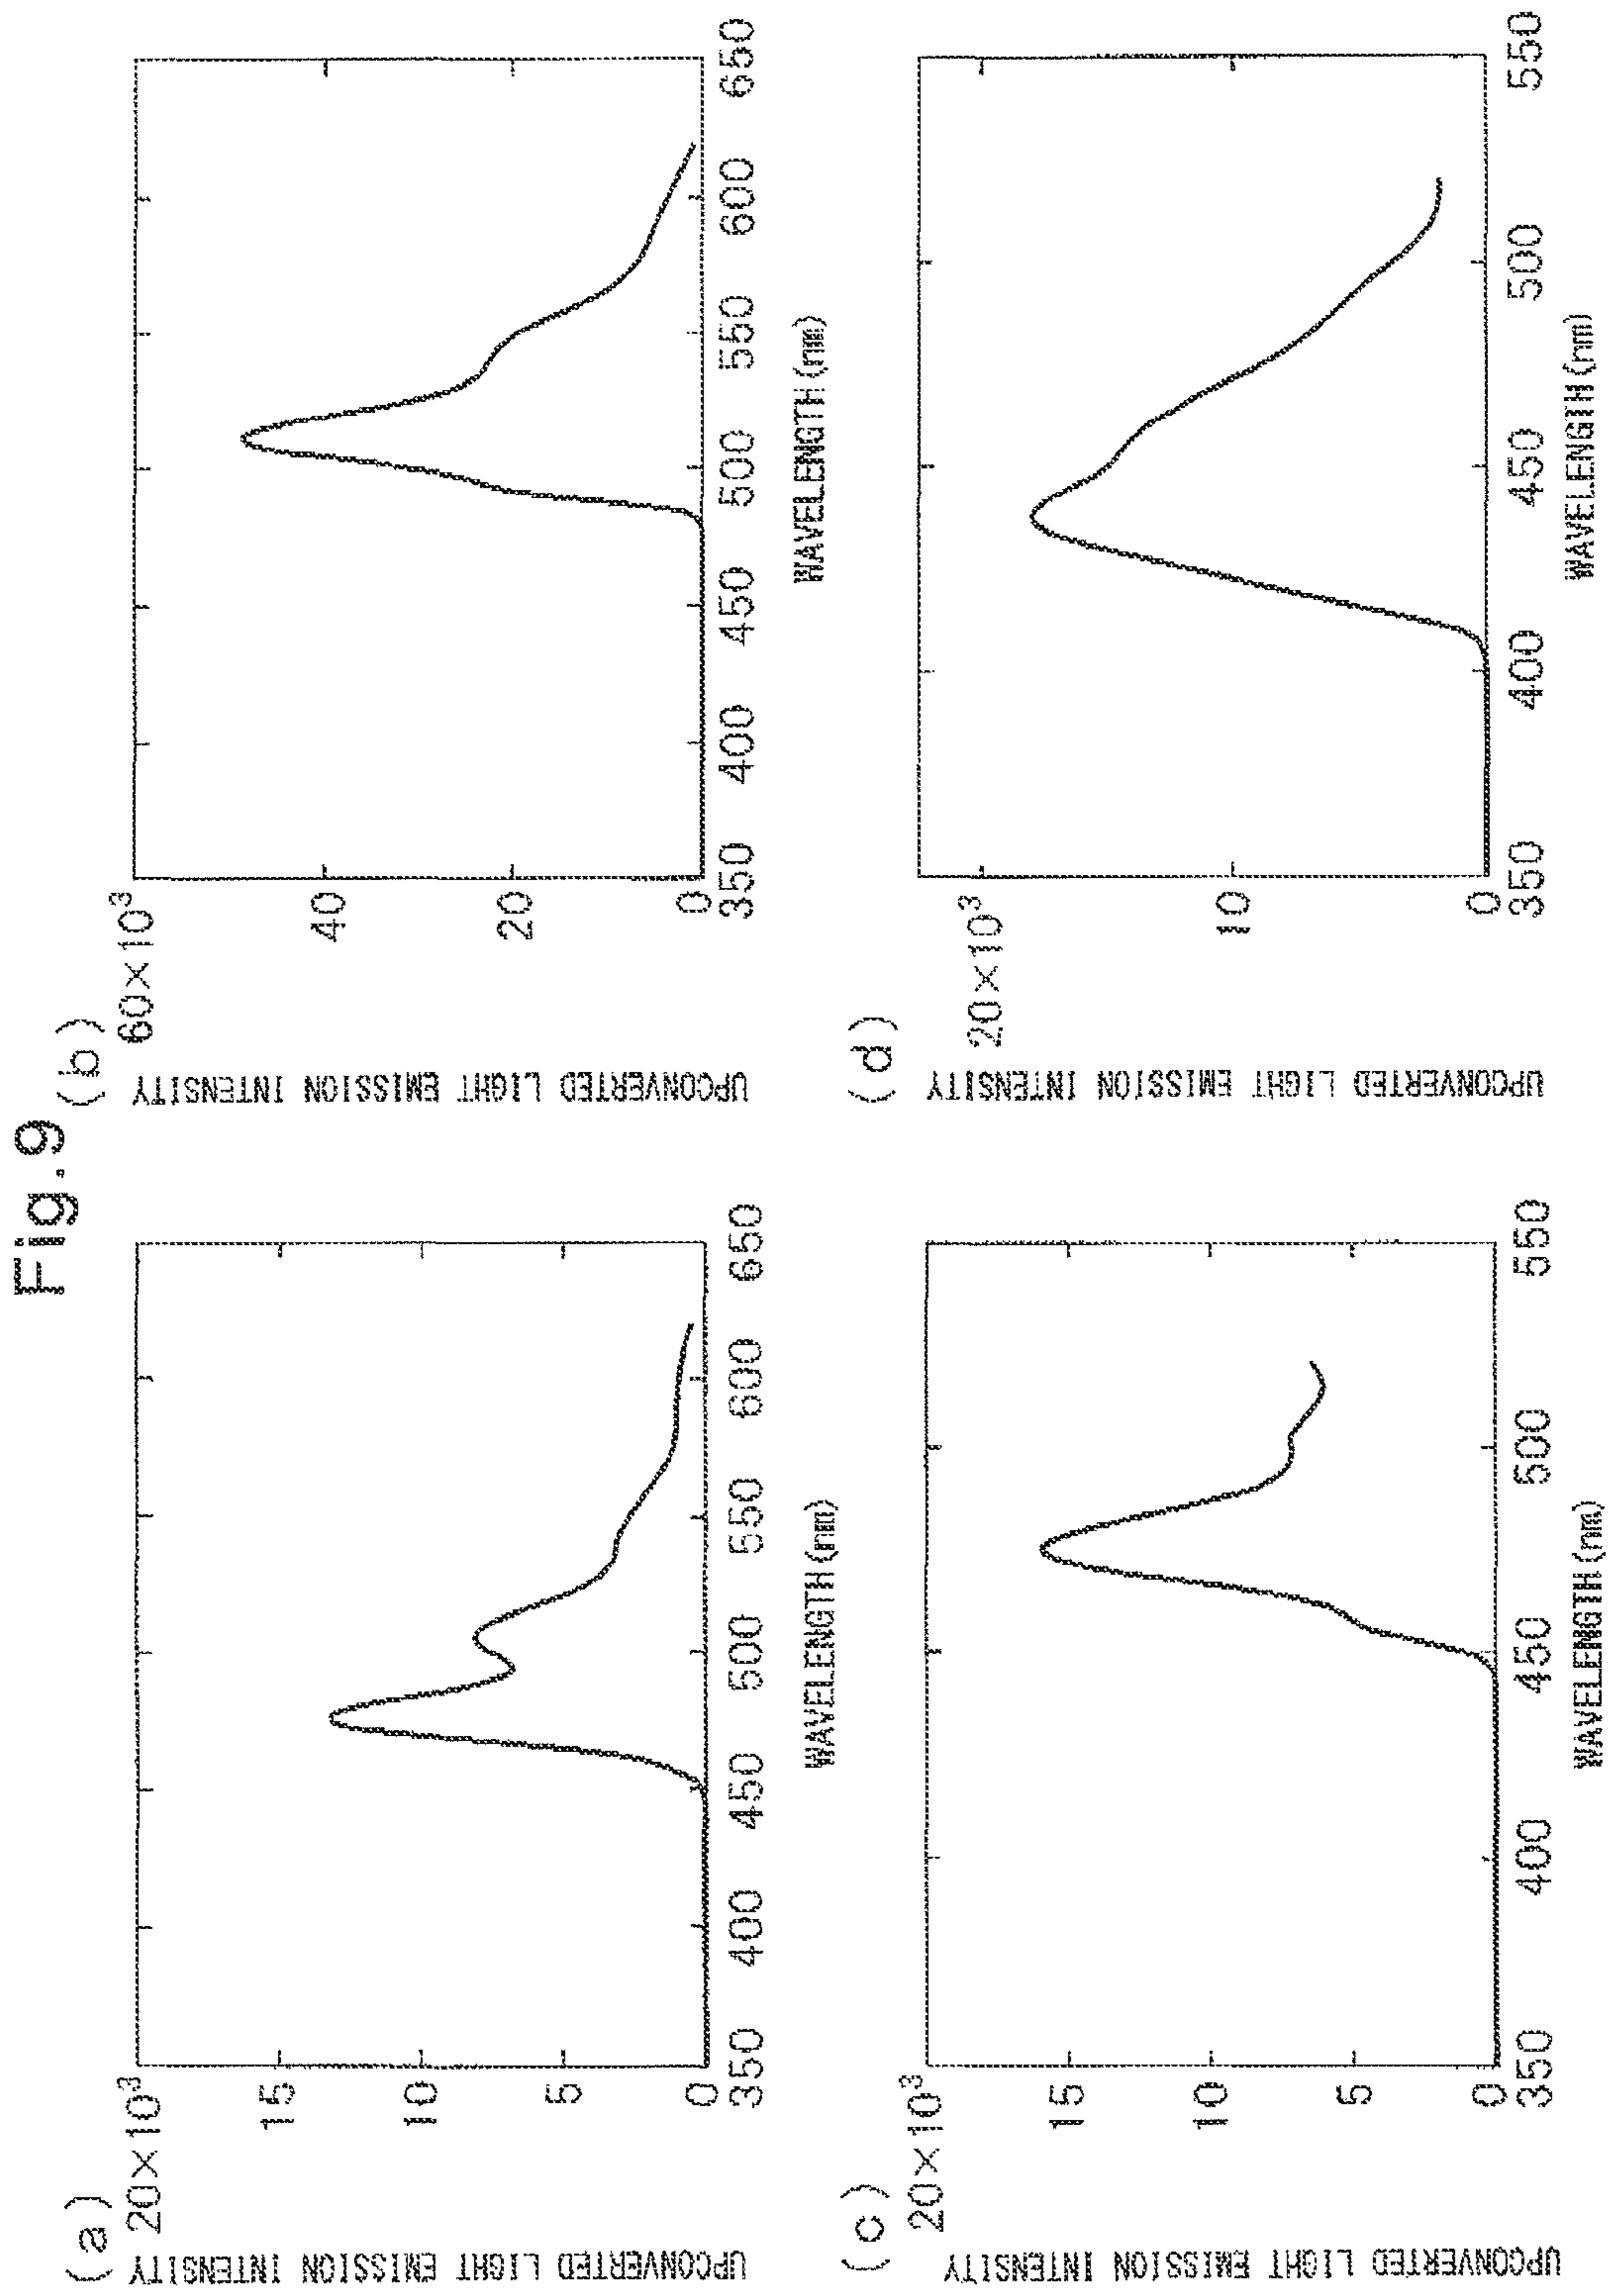 Fig.9
(a)
UPCONVERTED LIGHT EMISSION INTENSITY
20×10³
15
10
5
0
350 400 450 500 550 600 650
WAVELENGTH(nm)
(b)
UPCONVERTED LIGHT EMISSION INTENSITY
60×10³
40
20
0
350 400 450 500 550 600 650
WAVELENGTH(nm)
(c)
UPCONVERTED LIGHT EMISSION INTENSITY
20×10³
15
10
5
0
350 400 450 500 550
WAVELENGTH(nm)
(d)
UPCONVERTED LIGHT EMISSION INTENSITY
20×10³
10
0
350 400 450 500 550
WAVELENGTH(nm)